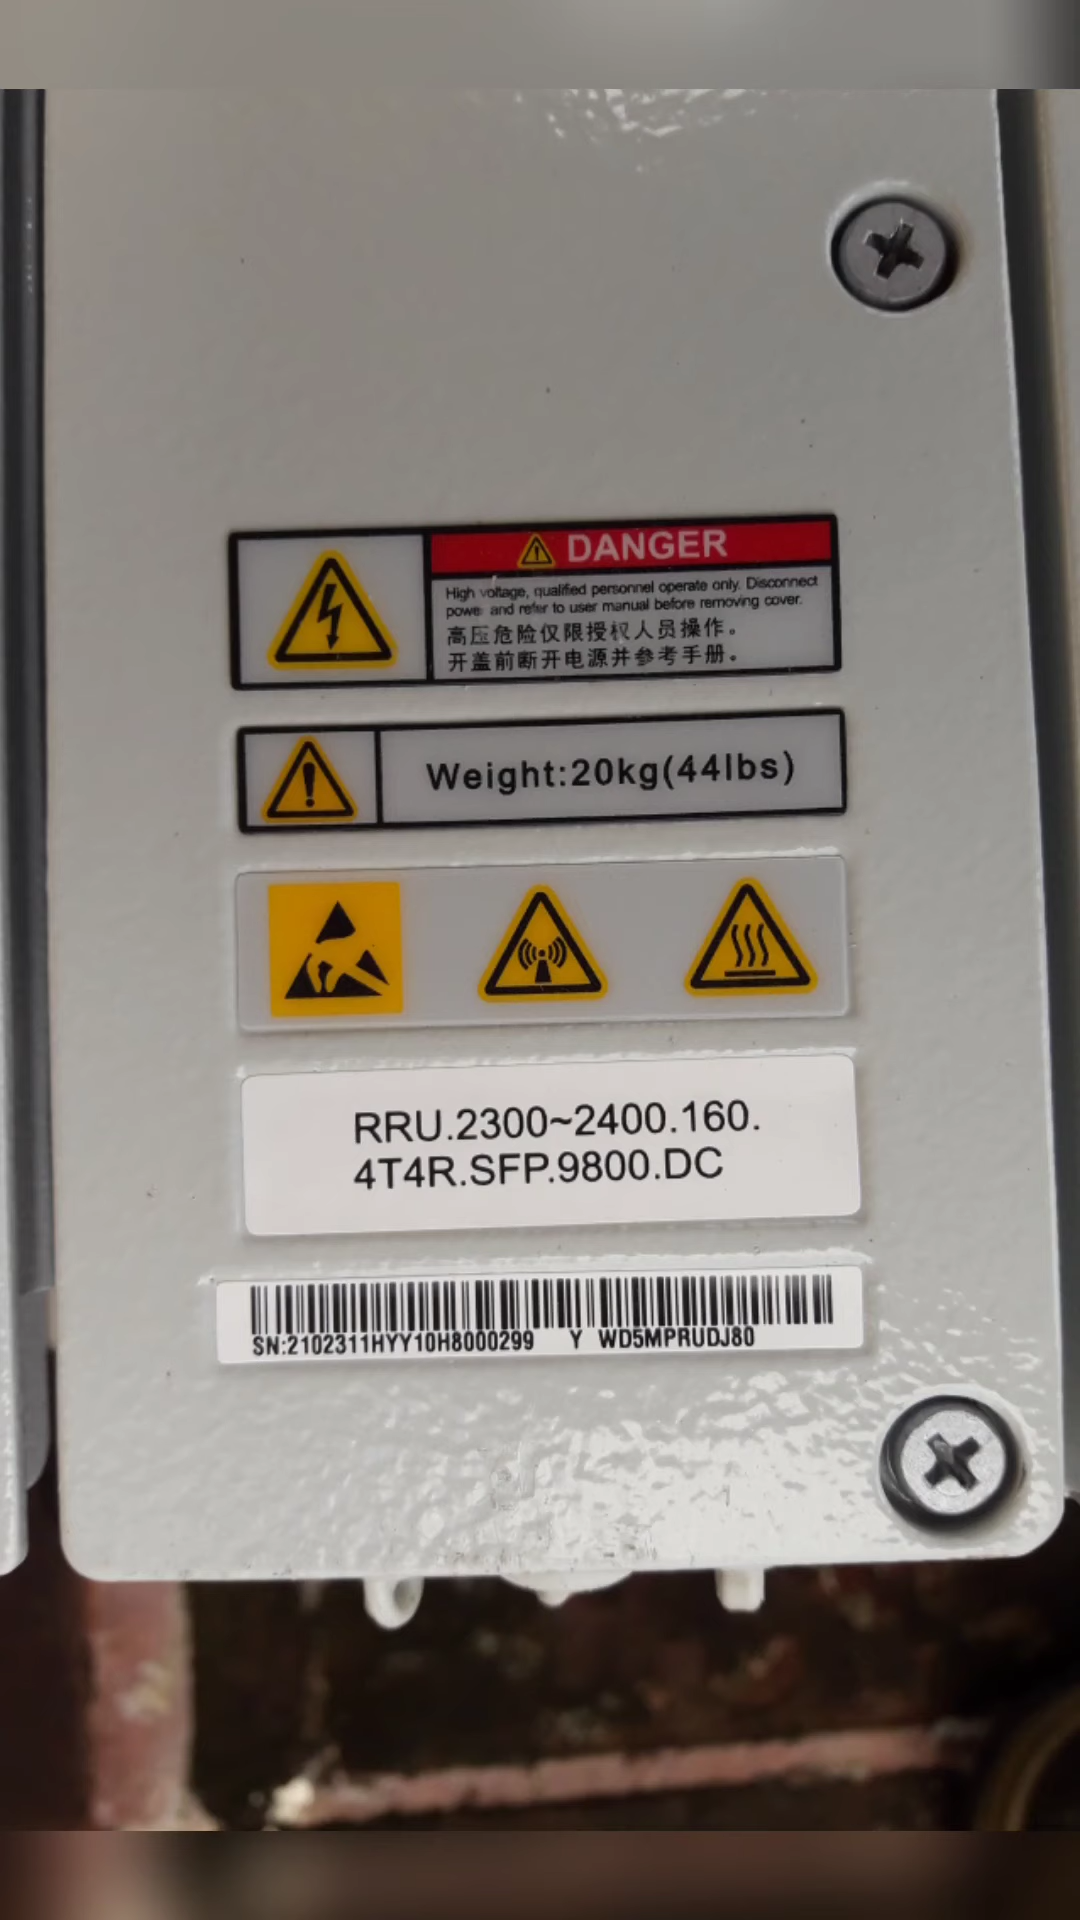 DANGER
High voltage, qualified personnel operate only. Disconnect
power and refer to user manual before removing cover.
高压危险仅限授权人员操作。
开盖前断开电源并参考手册。
Weight:20kg(44lbs)
RRU.2300~2400.160.
4T4R.SFP.9800.DC
SN:2102311HYY10H8000299 Y WD5MPRUDJ80